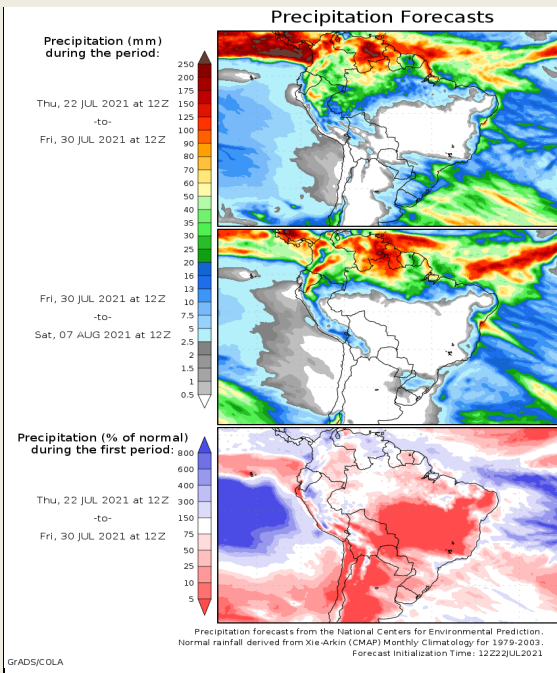 Precipitation Forecasts
Precipitation (mm)
during the period:
Thu, 22 JUL 2021 at 12Z
-to-
Fri, 30 JUL 2021 at 12Z
250
200
175
150
125
100
90
80
70
60
50
40
35
30
25
20
16
13
10
7.5
5
2.5
2
1.5
1
0.5
Fri, 30 JUL 2021 at 12Z
-to-
Sat, 07 AUG 2021 at 12Z
Precipitation (% of normal)
during the first period:
Thu, 22 JUL 2021 at 12Z
-to-
Fri, 30 JUL 2021 at 12Z
800
600
400
300
150
75
50
25
10
5
Precipitation forecasts from the National Centers for Environmental Prediction.
Normal rainfall derived from Xie-Arkin (CMAP) Monthly Climatology for 1979-2003.
Forecast Initialization Time: 12Z22JUL2021
GrADS/COLA